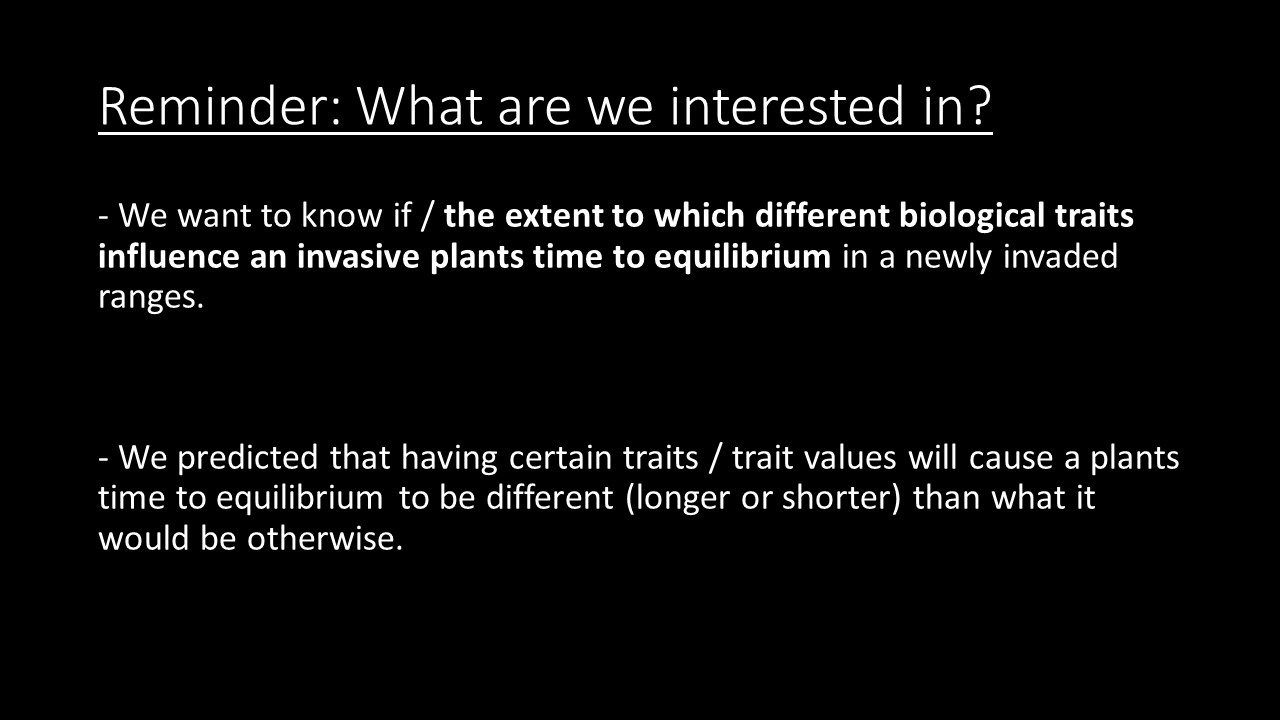 Reminder: What are we interested in?
- We want to know if / the extent to which different biological traits
influence an invasive plants time to equilibrium in a newly invaded
ranges.
- We predicted that having certain traits / trait values will cause a plants
time to equilibrium to be different (longer or shorter) than what it
would be otherwise.